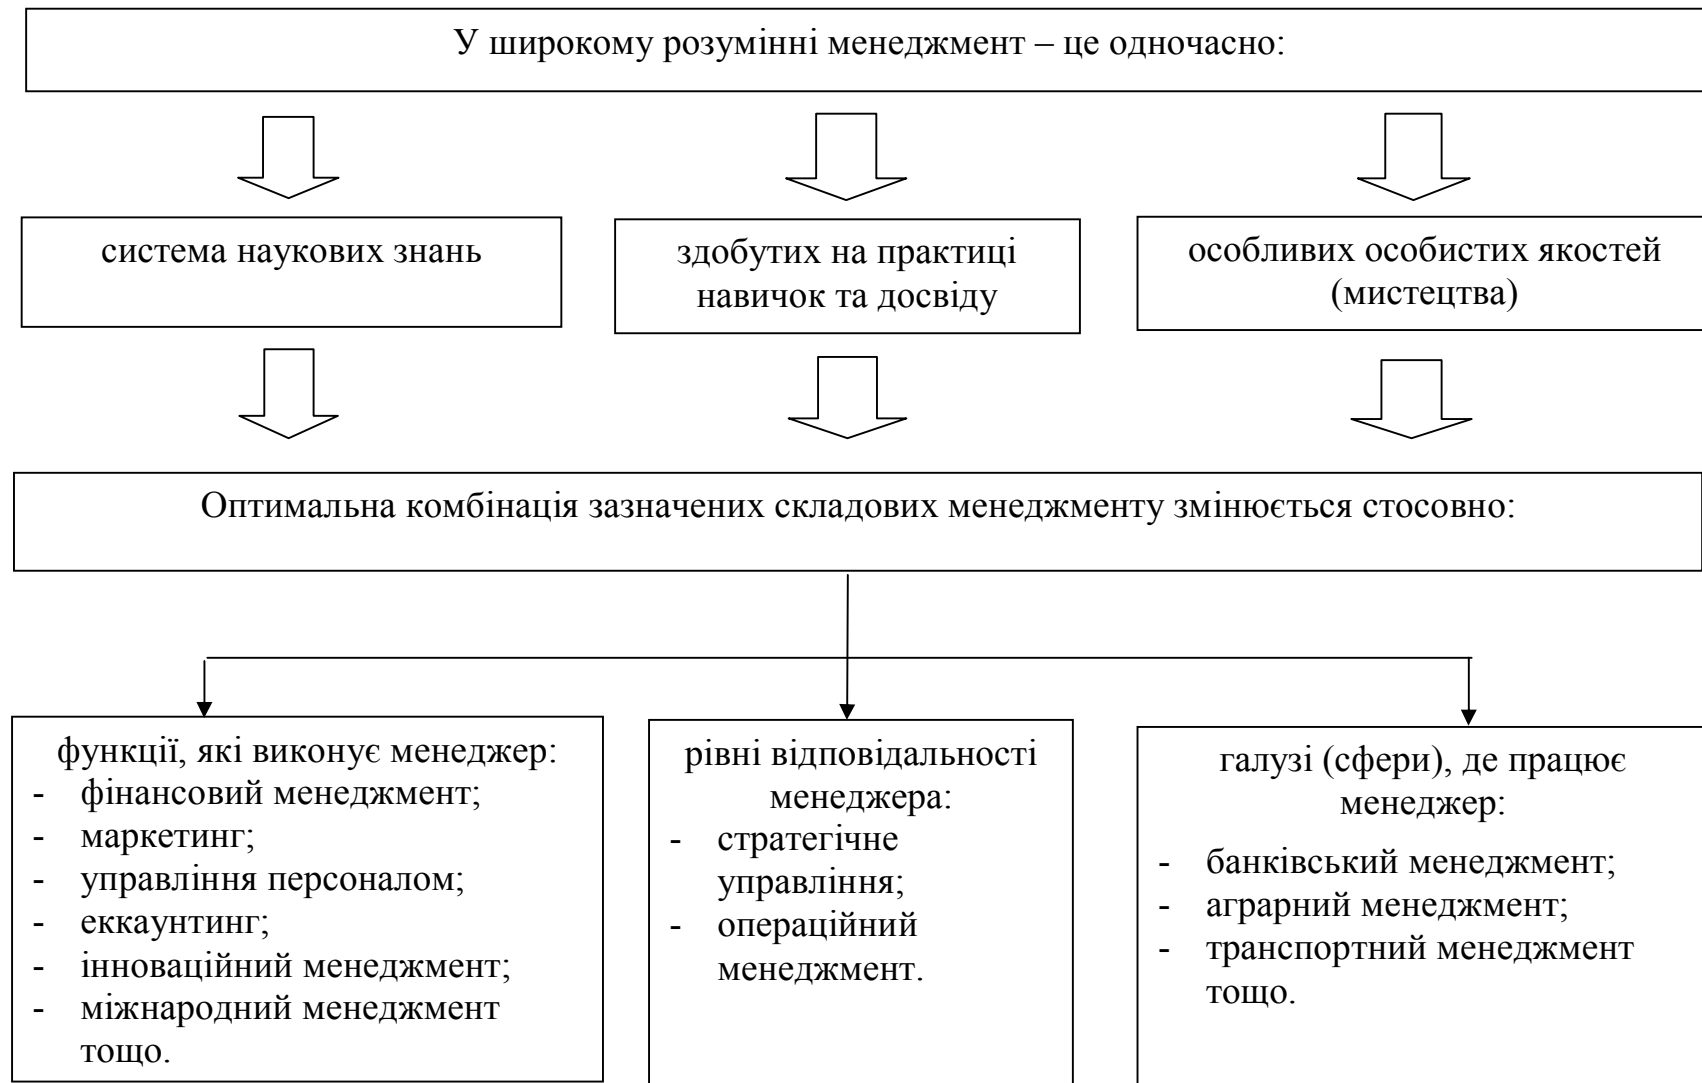 У широкому розумінні менеджмент – це одночасно:
система наукових знань
здобутих на практиці
навичок та досвіду
особливих особистих якостей
(мистецтва)
Оптимальна комбінація зазначених складових менеджменту змінюється стосовно:
функції, які виконує менеджер:
- фінансовий менеджмент;
- маркетинг;
- управління персоналом;
- еккаунтинг;
- інноваційний менеджмент;
- міжнародний менеджмент
тощо.
рівні відповідальності
менеджера:
- стратегічне
управління;
- операційний
менеджмент.
галузі (сфери), де працює
менеджер:
- банківський менеджмент;
- аграрний менеджмент;
- транспортний менеджмент
тощо.